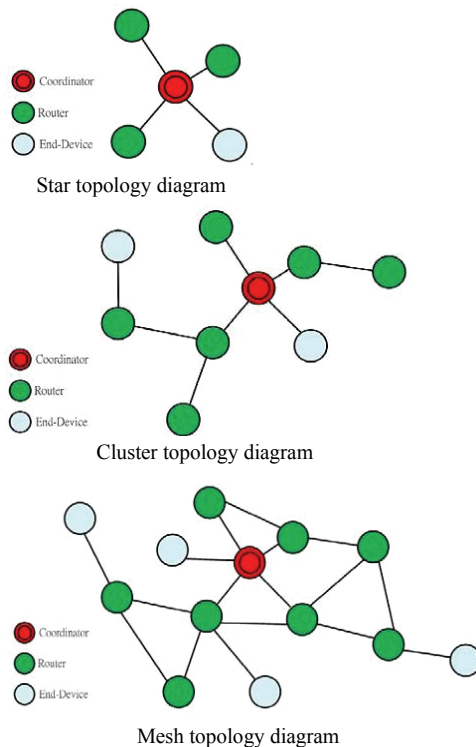 Coordinator
Router
End-Device
Star topology diagram
Coordinator
Router
End-Device
Cluster topology diagram
Coordinator
Router
End-Device
Mesh topology diagram